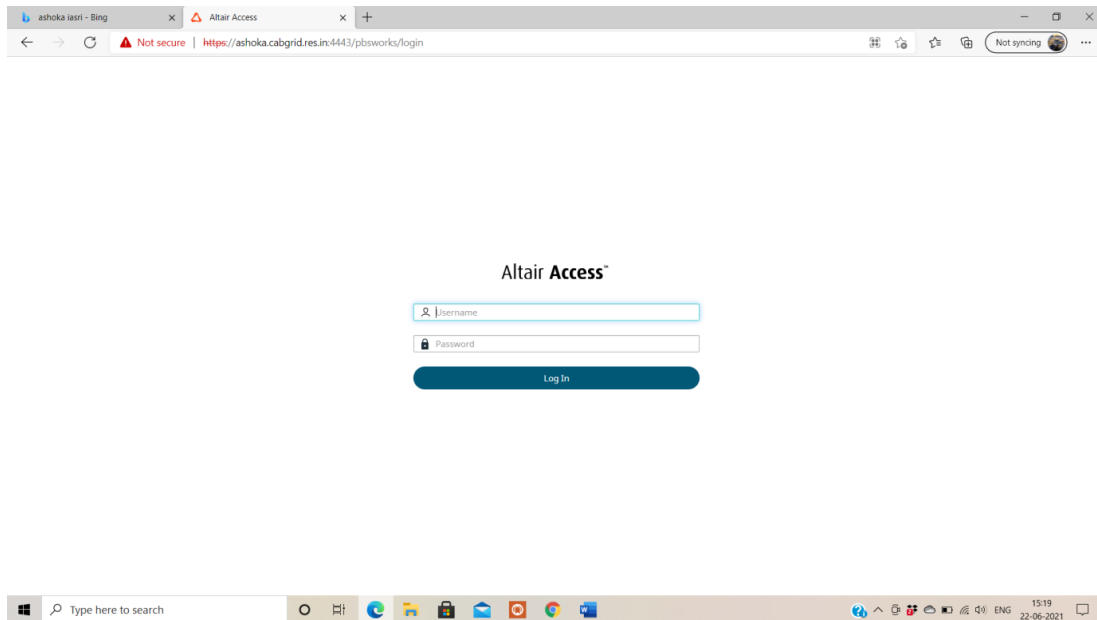 ashoka iasri - Bing
Altair Access
Not secure | https://ashoka.cabgrid.res.in:4443/pbsworks/login
Not syncing
Altair Access™
Username
Password
Log In
Type here to search
ENG
15:19
22-06-2021